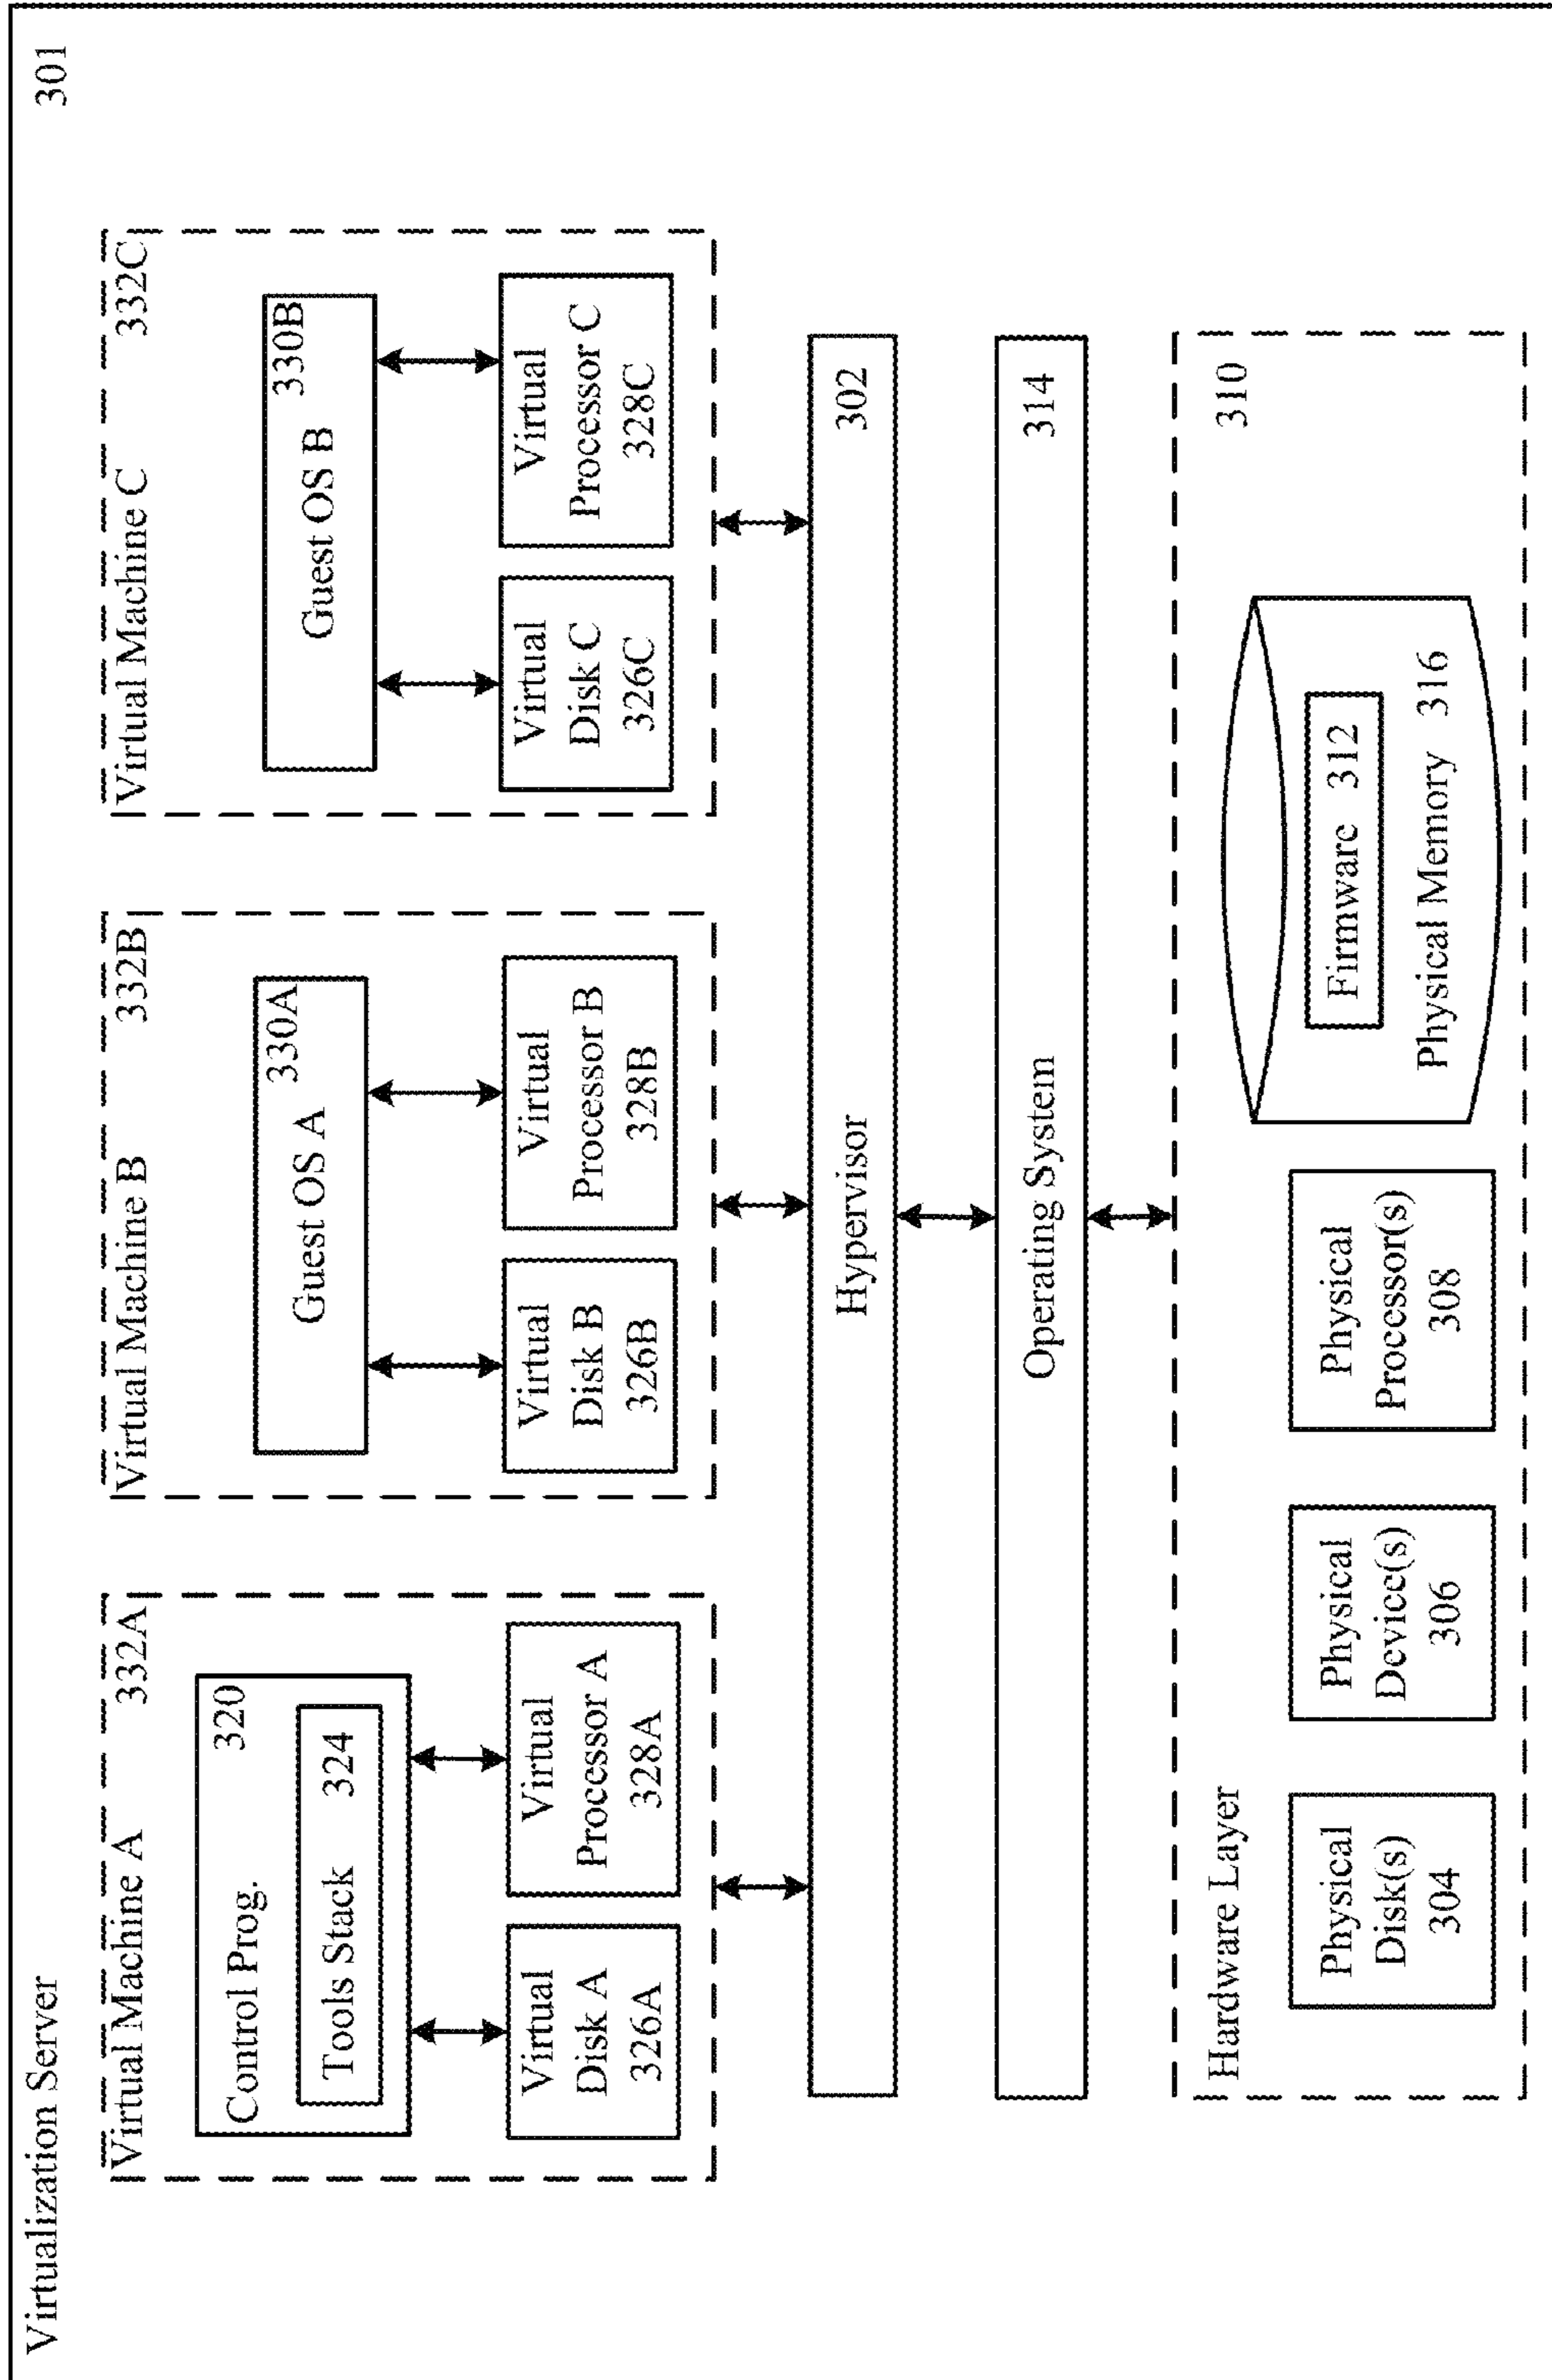 Virtualization Server
301
Virtual Machine A 332A
Control Prog. 320
Tools Stack 324
Virtual
Disk A
326A
Virtual
Processor A
328A
Virtual Machine B 332B
330A
Guest OS A
Virtual
Disk B
326B
Virtual
Processor B
328B
Virtual Machine C 332C
330B
Guest OS B
Virtual
Disk C
326C
Virtual
Processor C
328C
Hypervisor 302
Operating System 314
Hardware Layer 310
Physical
Disk(s)
304
Physical
Device(s)
306
Physical
Processor(s)
308
Firmware 312
Physical Memory 316